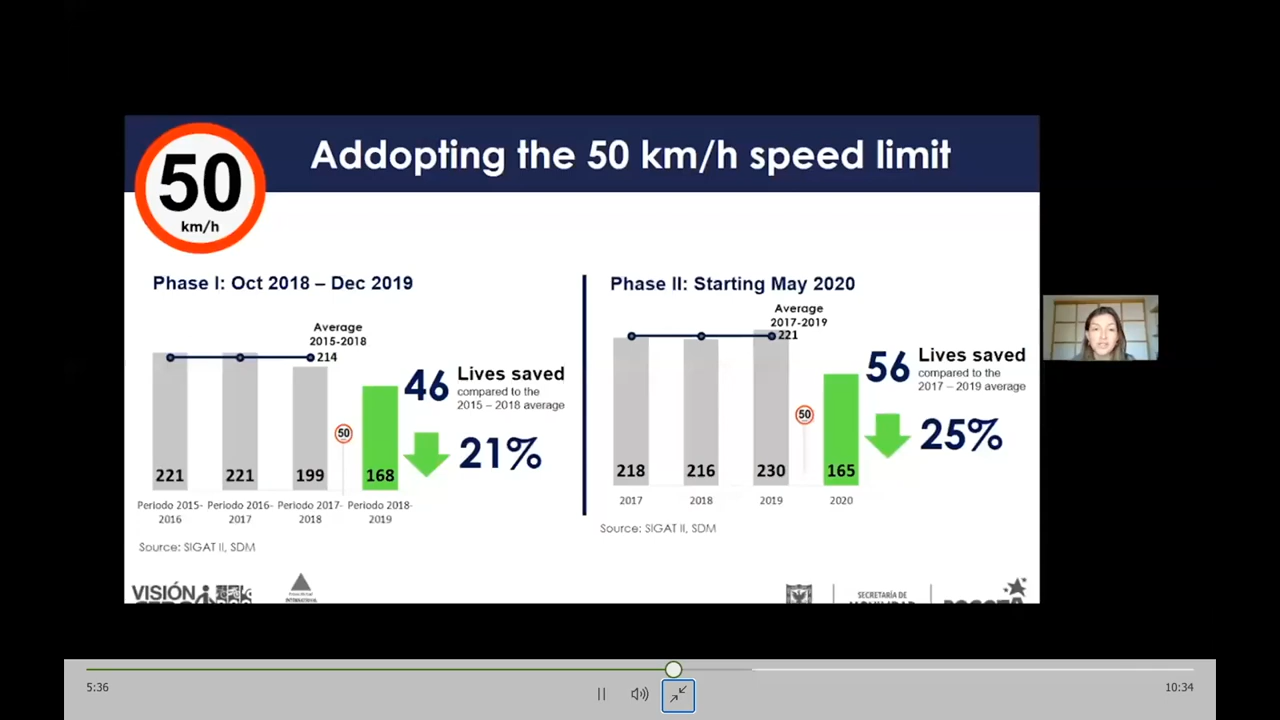 50
km/h
Addopting the 50 km/h speed limit
Phase I: Oct 2018 – Dec 2019
Average
2015-2018
214
50
221
221
199
168
Periodo 2015-
2016
Periodo 2016-
2017
Periodo 2017-
2018
Periodo 2018-
2019
46
Lives saved
compared to the
2015 – 2018 average
21%
Source: SIGAT II, SDM
Phase II: Starting May 2020
Average
2017-2019
221
50
218
216
230
165
2017
2018
2019
2020
56
Lives saved
compared to the
2017 – 2019 average
25%
Source: SIGAT II, SDM
VISIÓN
SECRETARÍA DE
5:36
10:34